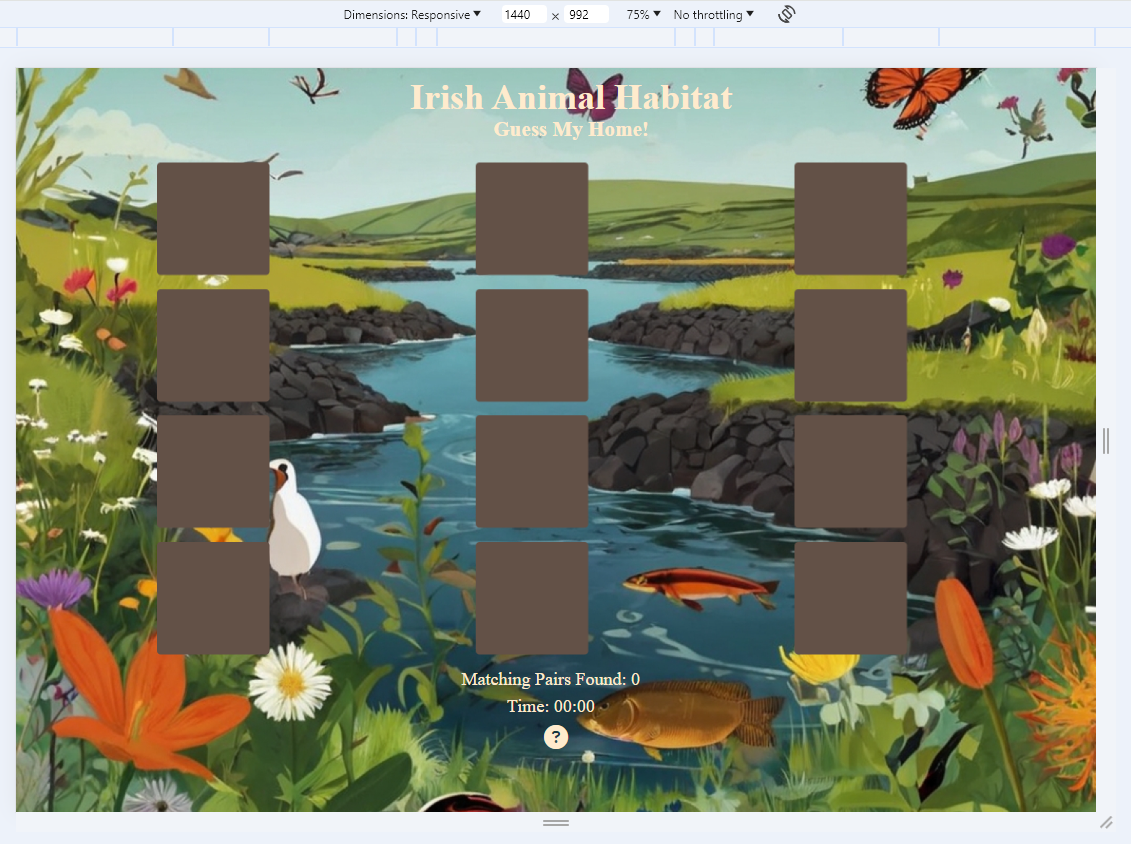 Dimensions: Responsive 1440 × 992 75% No throttling
Irish Animal Habitat
Guess My Home!
Matching Pairs Found: 0
Time: 00:00
?